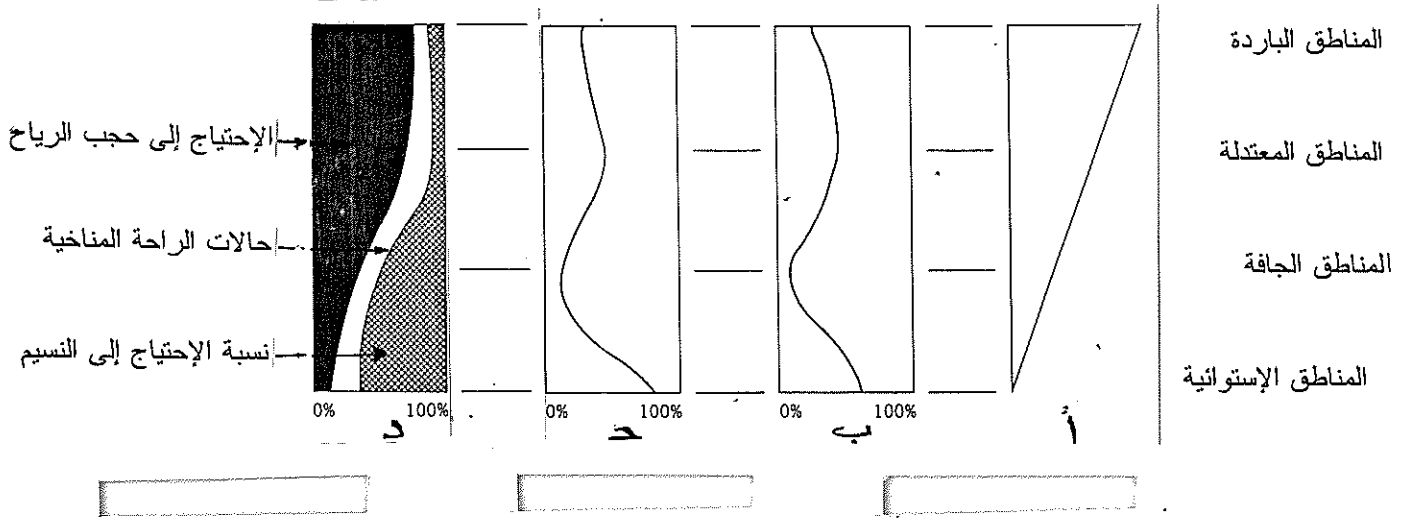 المناطق الباردة
المناطق المعتدلة
المناطق الجافة
المناطق الإستوائية
الإحتياج إلى حجب الرياح
حالات الراحة المناخية
نسبة الإحتياج إلى النسيم
0% 100% 0% 100% 0% 100%
أ ب ح د